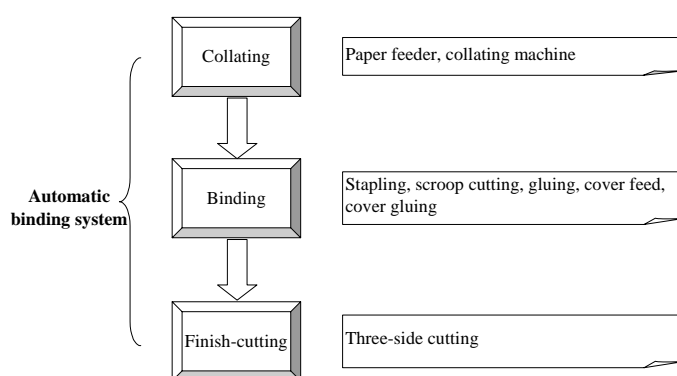 Collating
Paper feeder, collating machine
Automatic
binding system
Binding
Stapling, scroop cutting, gluing, cover feed,
cover gluing
Finish-cutting
Three-side cutting